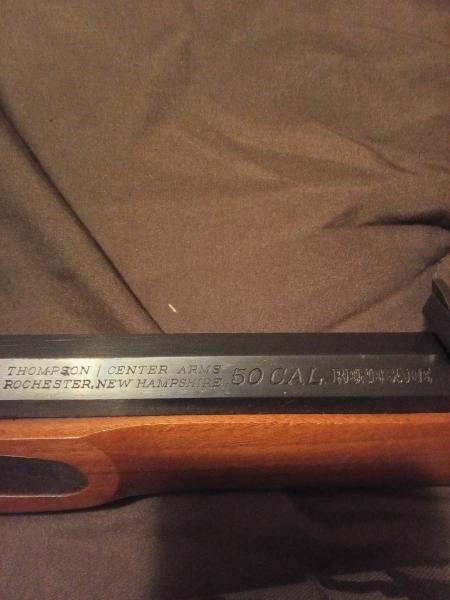 THOMPSON | CENTER ARMS
ROCHESTER, NEW HAMPSHIRE
50 CAL.